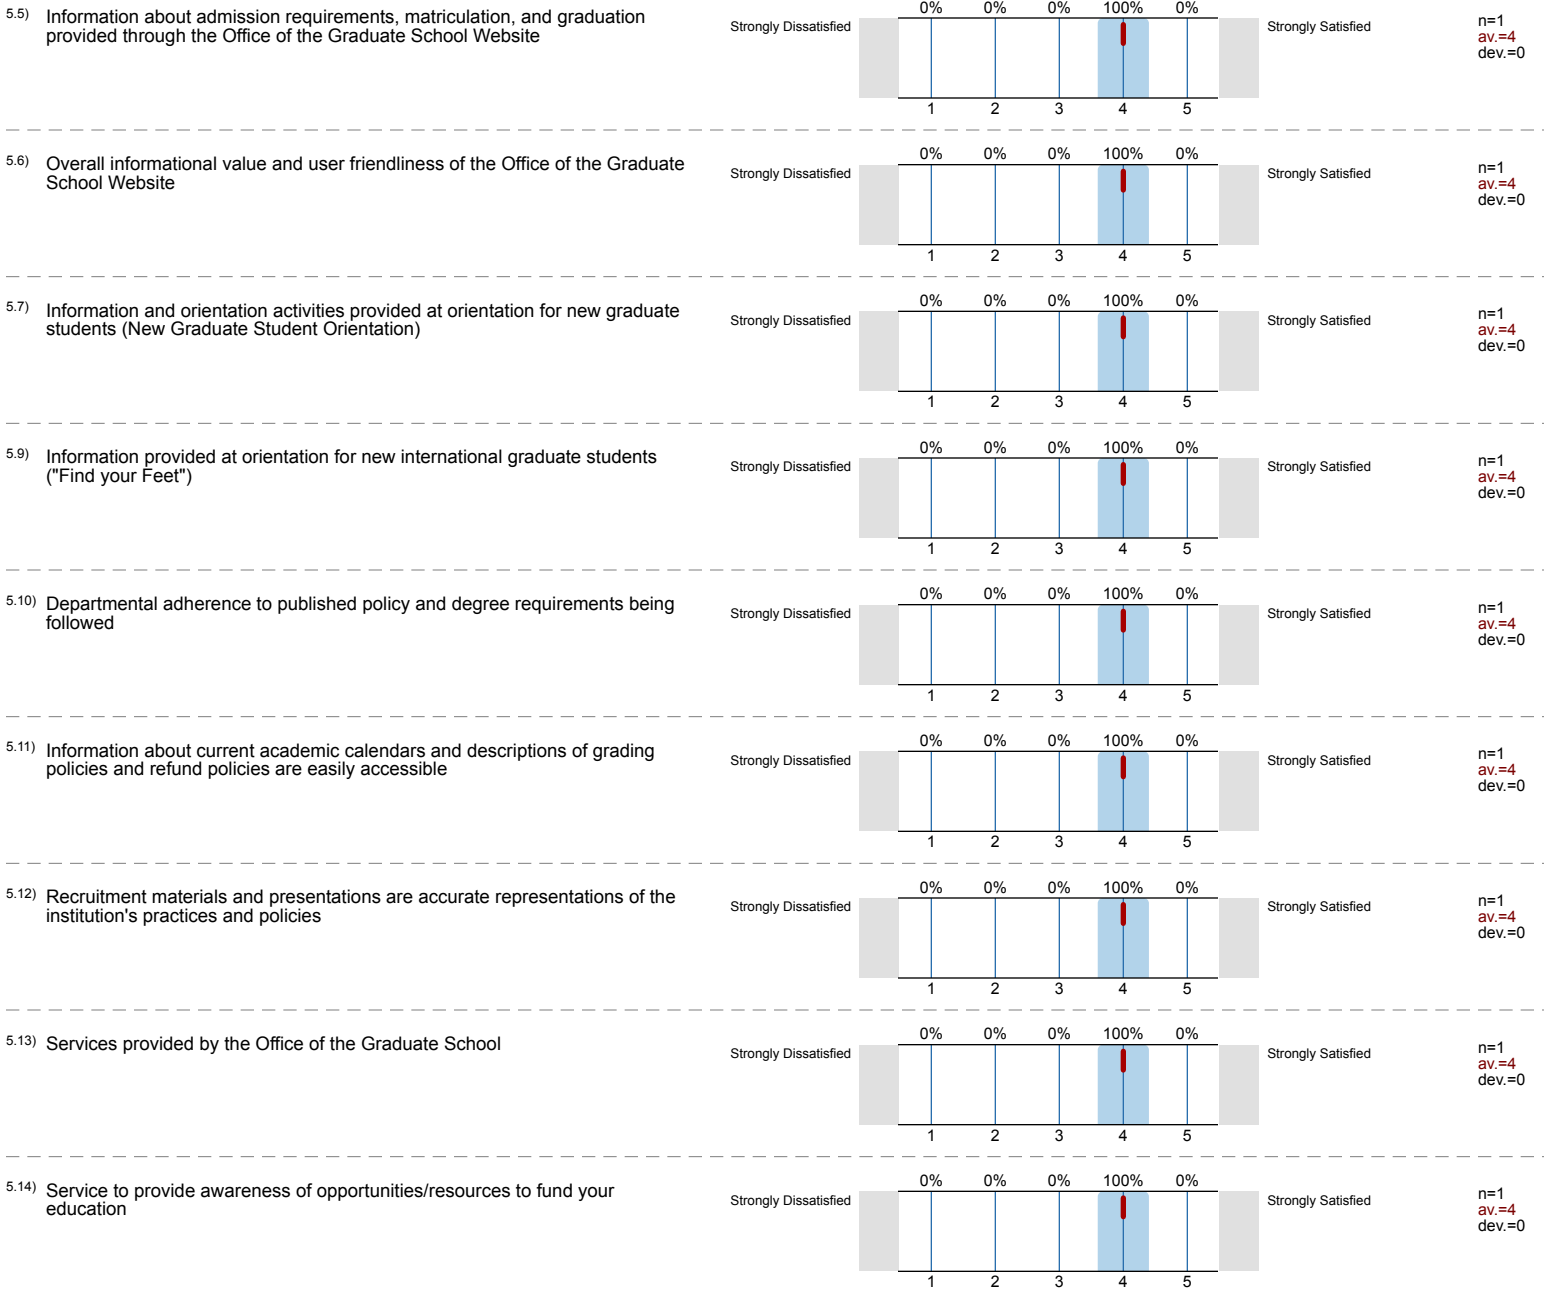 5.5) Information about admission requirements, matriculation, and graduation
provided through the Office of the Graduate School Website
Strongly Dissatisfied
0% 0% 0% 100% 0%
1 2 3 4 5
Strongly Satisfied
n=1
av.=4
dev.=0
5.6) Overall informational value and user friendliness of the Office of the Graduate
School Website
Strongly Dissatisfied
0% 0% 0% 100% 0%
1 2 3 4 5
Strongly Satisfied
n=1
av.=4
dev.=0
5.7) Information and orientation activities provided at orientation for new graduate
students (New Graduate Student Orientation)
Strongly Dissatisfied
0% 0% 0% 100% 0%
1 2 3 4 5
Strongly Satisfied
n=1
av.=4
dev.=0
5.9) Information provided at orientation for new international graduate students
("Find your Feet")
Strongly Dissatisfied
0% 0% 0% 100% 0%
1 2 3 4 5
Strongly Satisfied
n=1
av.=4
dev.=0
5.10) Departmental adherence to published policy and degree requirements being
followed
Strongly Dissatisfied
0% 0% 0% 100% 0%
1 2 3 4 5
Strongly Satisfied
n=1
av.=4
dev.=0
5.11) Information about current academic calendars and descriptions of grading
policies and refund policies are easily accessible
Strongly Dissatisfied
0% 0% 0% 100% 0%
1 2 3 4 5
Strongly Satisfied
n=1
av.=4
dev.=0
5.12) Recruitment materials and presentations are accurate representations of the
institution's practices and policies
Strongly Dissatisfied
0% 0% 0% 100% 0%
1 2 3 4 5
Strongly Satisfied
n=1
av.=4
dev.=0
5.13) Services provided by the Office of the Graduate School
Strongly Dissatisfied
0% 0% 0% 100% 0%
1 2 3 4 5
Strongly Satisfied
n=1
av.=4
dev.=0
5.14) Service to provide awareness of opportunities/resources to fund your
education
Strongly Dissatisfied
0% 0% 0% 100% 0%
1 2 3 4 5
Strongly Satisfied
n=1
av.=4
dev.=0